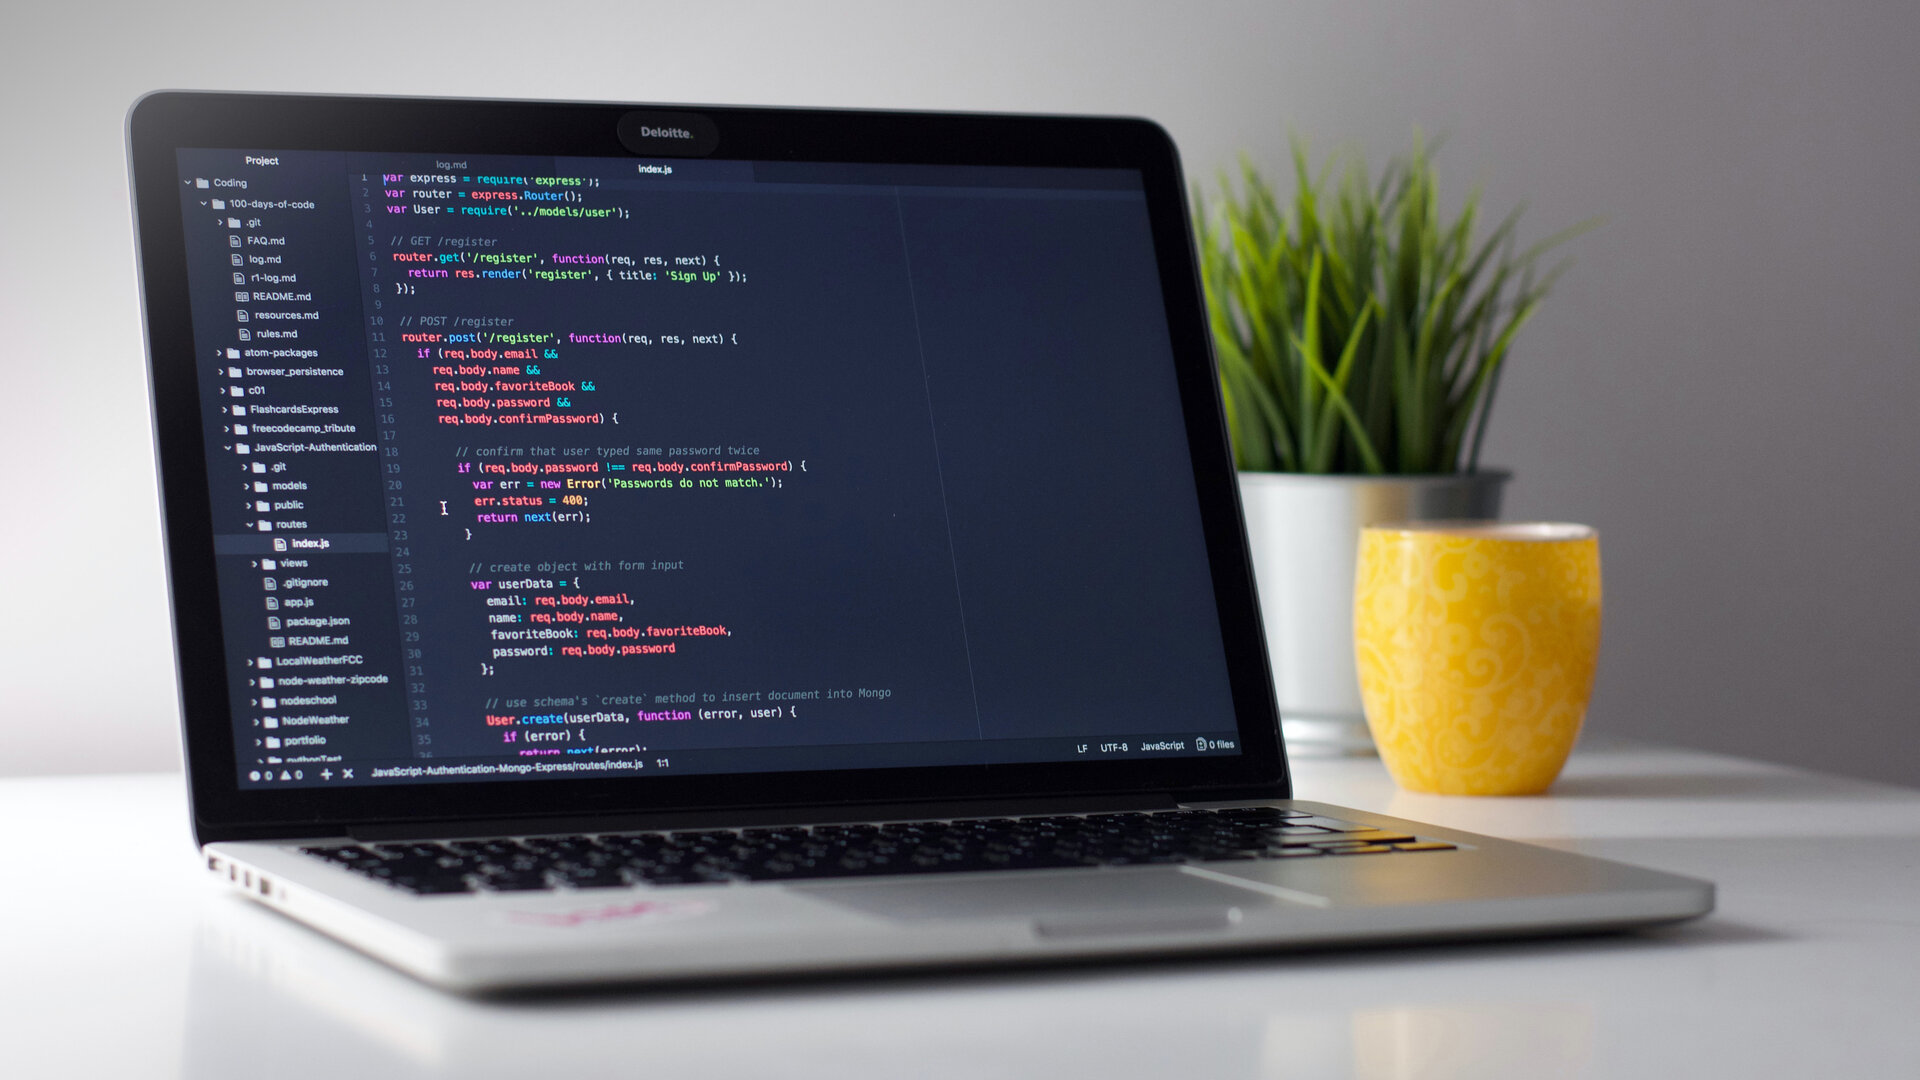 Deloitte.
Project
Coding
100-days-of-code
.git
FAQ.md
log.md
r1-log.md
README.md
resources.md
rules.md
atom-packages
browser_persistence
c01
FlashcardsExpress
freecodecamp_tribute
JavaScript-Authentication
.git
models
public
routes
index.js
views
.gitignore
app.js
package.json
README.md
LocalWeatherFCC
node-weather-zipcode
nodeschool
NodeWeather
portfolio
pythonTest
log.md
index.js
1 var express = require('express');
2 var router = express.Router();
3 var User = require('../models/user');
4
5 // GET /register
6 router.get('/register', function(req, res, next) {
7 return res.render('register', { title: 'Sign Up' });
8 });
9
10 // POST /register
11 router.post('/register', function(req, res, next) {
12 if (req.body.email &&
13 req.body.name &&
14 req.body.favoriteBook &&
15 req.body.password &&
16 req.body.confirmPassword) {
17
18 // confirm that user typed same password twice
19 if (req.body.password !== req.body.confirmPassword) {
20 var err = new Error('Passwords do not match.');
21 err.status = 400;
22 return next(err);
23 }
24
25 // create object with form input
26 var userData = {
27 email: req.body.email,
28 name: req.body.name,
29 favoriteBook: req.body.favoriteBook,
30 password: req.body.password
31 };
32
33 // use schema's `create` method to insert document into Mongo
34 User.create(userData, function (error, user) {
35 if (error) {
36 return next(error);
0 0 + × JavaScript-Authentication-Mongo-Express/routes/index.js 1:1 LF UTF-8 JavaScript 0 files